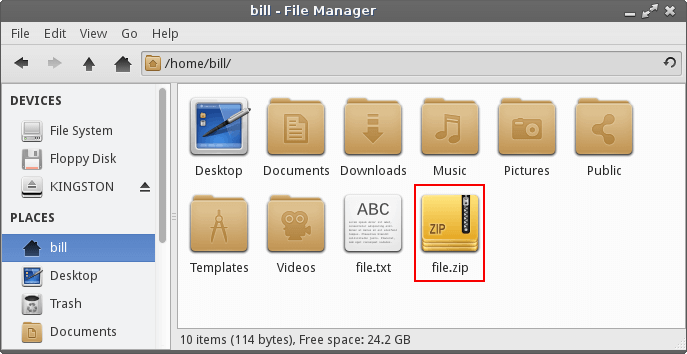 bill - File Manager
File Edit View Go Help
/home/bill/
DEVICES
File System
Floppy Disk
KINGSTON
PLACES
bill
Desktop
Trash
Documents
Desktop Documents Downloads Music Pictures Public
ABC
ZIP
Templates Videos file.txt file.zip
10 items (114 bytes), Free space: 24.2 GB